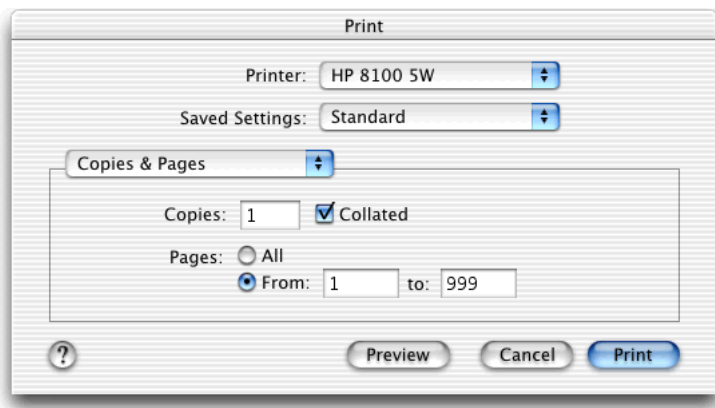 Print
Printer: HP 8100 5W
Saved Settings: Standard
Copies & Pages
Copies: 1 Collated
Pages: All
From: 1 to: 999
? Preview Cancel Print